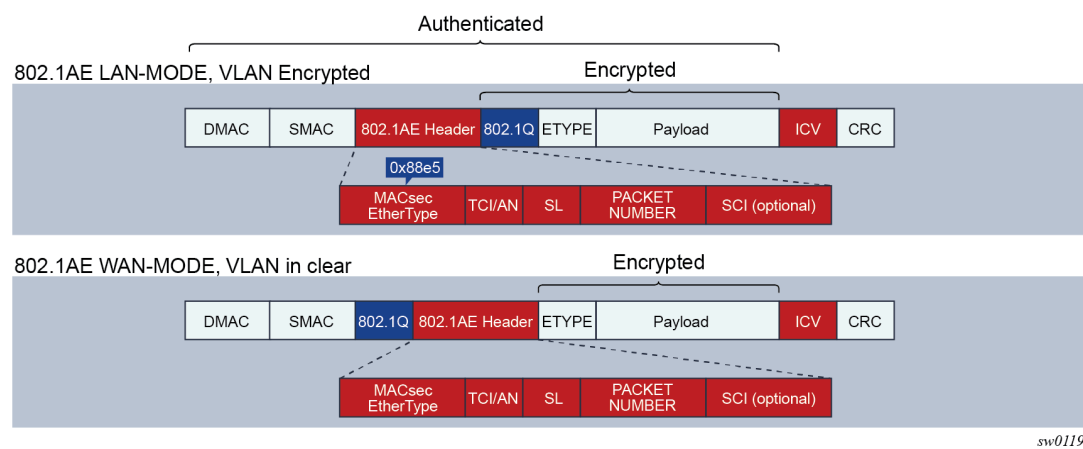 Authenticated
802.1AE LAN-MODE, VLAN Encrypted
Encrypted
DMAC SMAC 802.1AE Header 802.1Q ETYPE Payload ICV CRC
0x88e5
MACsec
EtherType
TCI/AN
SL
PACKET
NUMBER
SCI (optional)
802.1AE WAN-MODE, VLAN in clear
Encrypted
DMAC SMAC 802.1Q 802.1AE Header ETYPE Payload ICV CRC
MACsec
EtherType
TCI/AN
SL
PACKET
NUMBER
SCI (optional)
sw0119